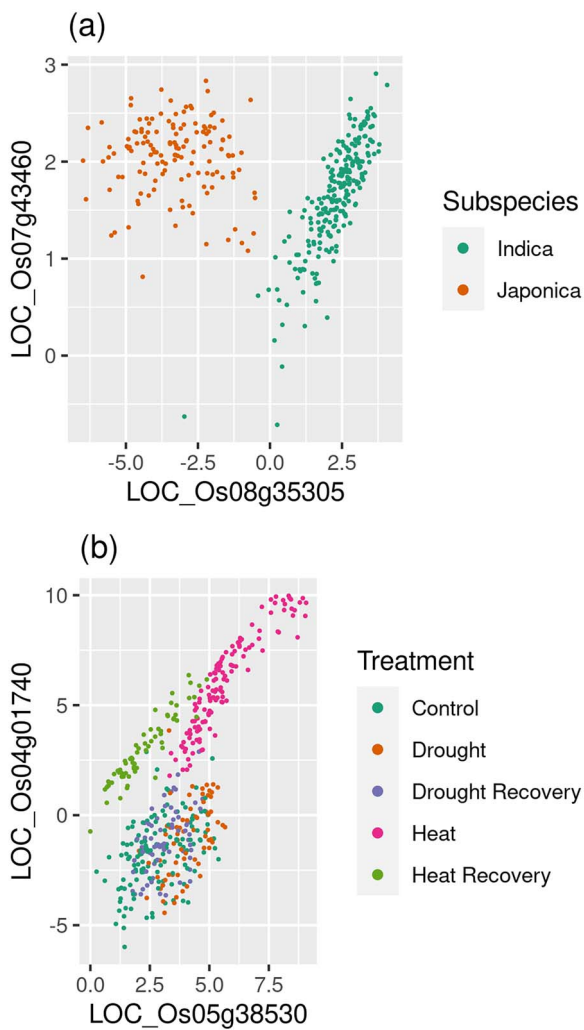 (a)
3
2
1
0
LOC_Os07g43460
-5.0 -2.5 0.0 2.5
LOC_Os08g35305
Subspecies
Indica
Japonica
(b)
10
5
0
-5
LOC_Os04g01740
0.0 2.5 5.0 7.5
LOC_Os05g38530
Treatment
Control
Drought
Drought Recovery
Heat
Heat Recovery